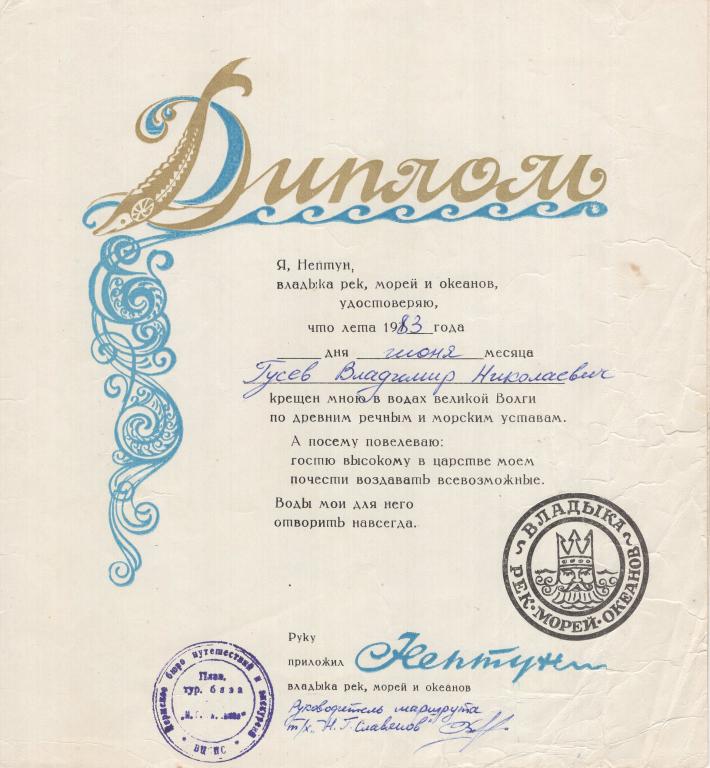 Диплом
Я, Нептун,
владыка рек, морей и океанов,
удостоверяю,
что лета 1983 года
дня июня месяца
Гусев Владимир Николаевич
крещен мною в водах великой Волги
по древним речным и морским уставам.
А посему повелеваю:
гостю высокому в царстве моем
почести воздавать всевозможные.
Воды мои для него
отворить навсегда.
ВЛАДЫКА
РЕК · МОРЕЙ · ОКЕАНОВ
Руку
приложил Нептун
владыка рек, морей и океанов
Руководитель маршрута
т/х "Н. Г. Славянов"
бюро путешествий и экскурсий
Плав.
тур. база